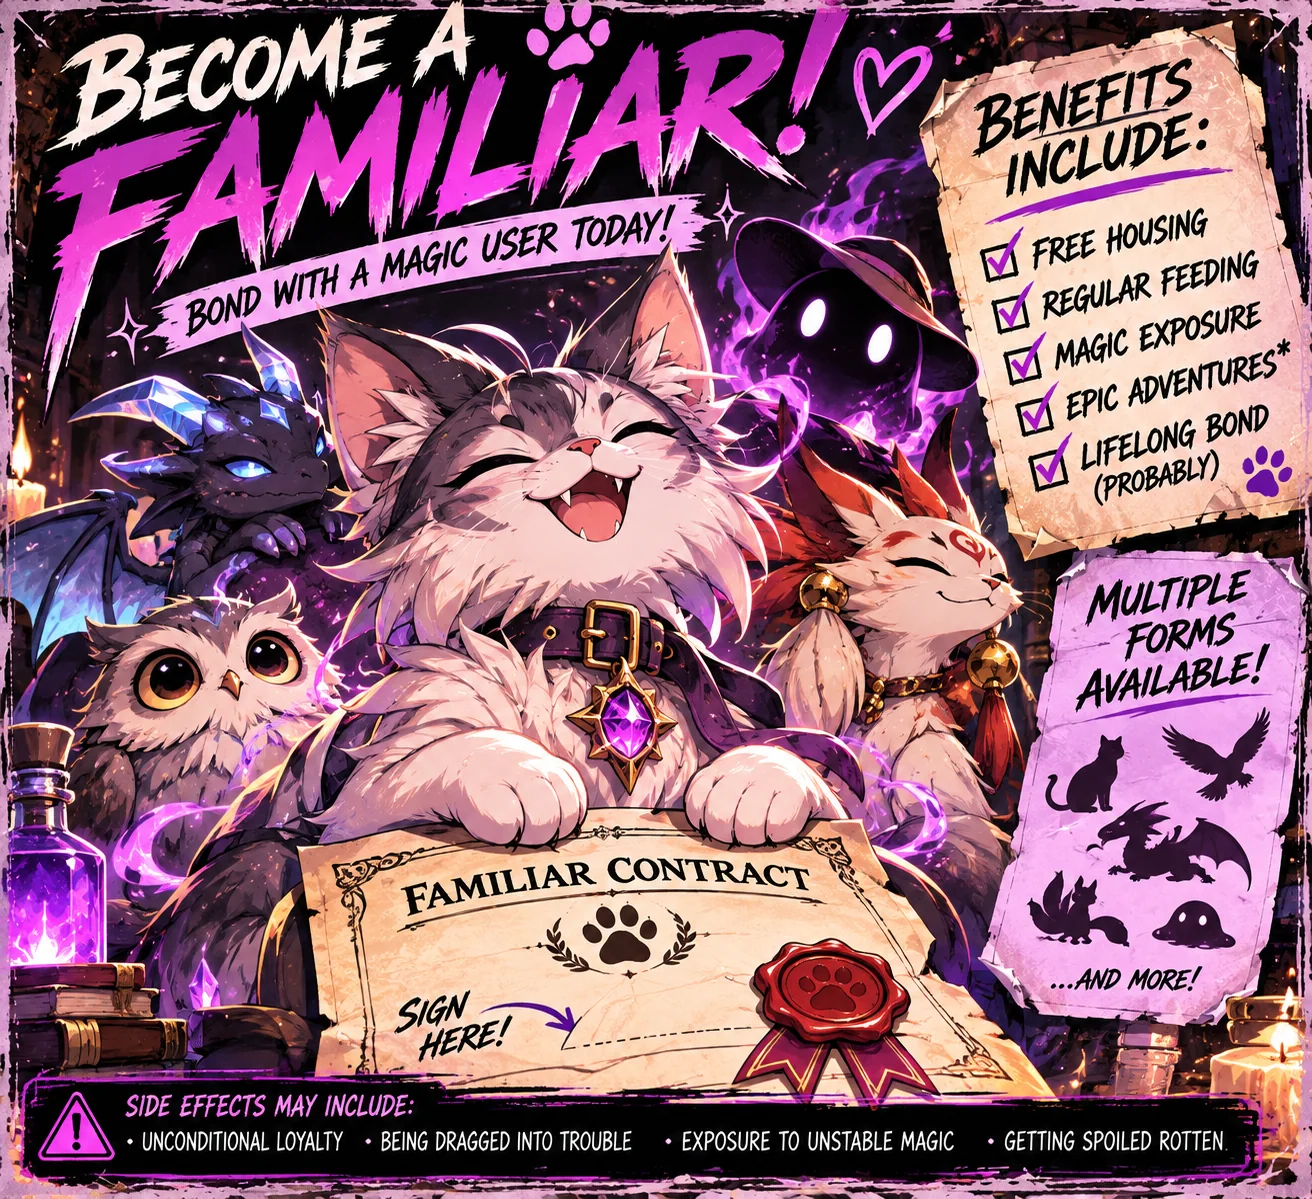 BECOME A
FAMILIAR!
BOND WITH A MAGIC USER TODAY!
BENEFITS
INCLUDE:
FREE HOUSING
REGULAR FEEDING
MAGIC EXPOSURE
EPIC ADVENTURES*
LIFELONG BOND
(PROBABLY)
MULTIPLE
FORMS
AVAILABLE!
...AND MORE!
FAMILIAR CONTRACT
SIGN
HERE!
SIDE EFFECTS MAY INCLUDE:
• UNCONDITIONAL LOYALTY • BEING DRAGGED INTO TROUBLE • EXPOSURE TO UNSTABLE MAGIC • GETTING SPOILED ROTTEN